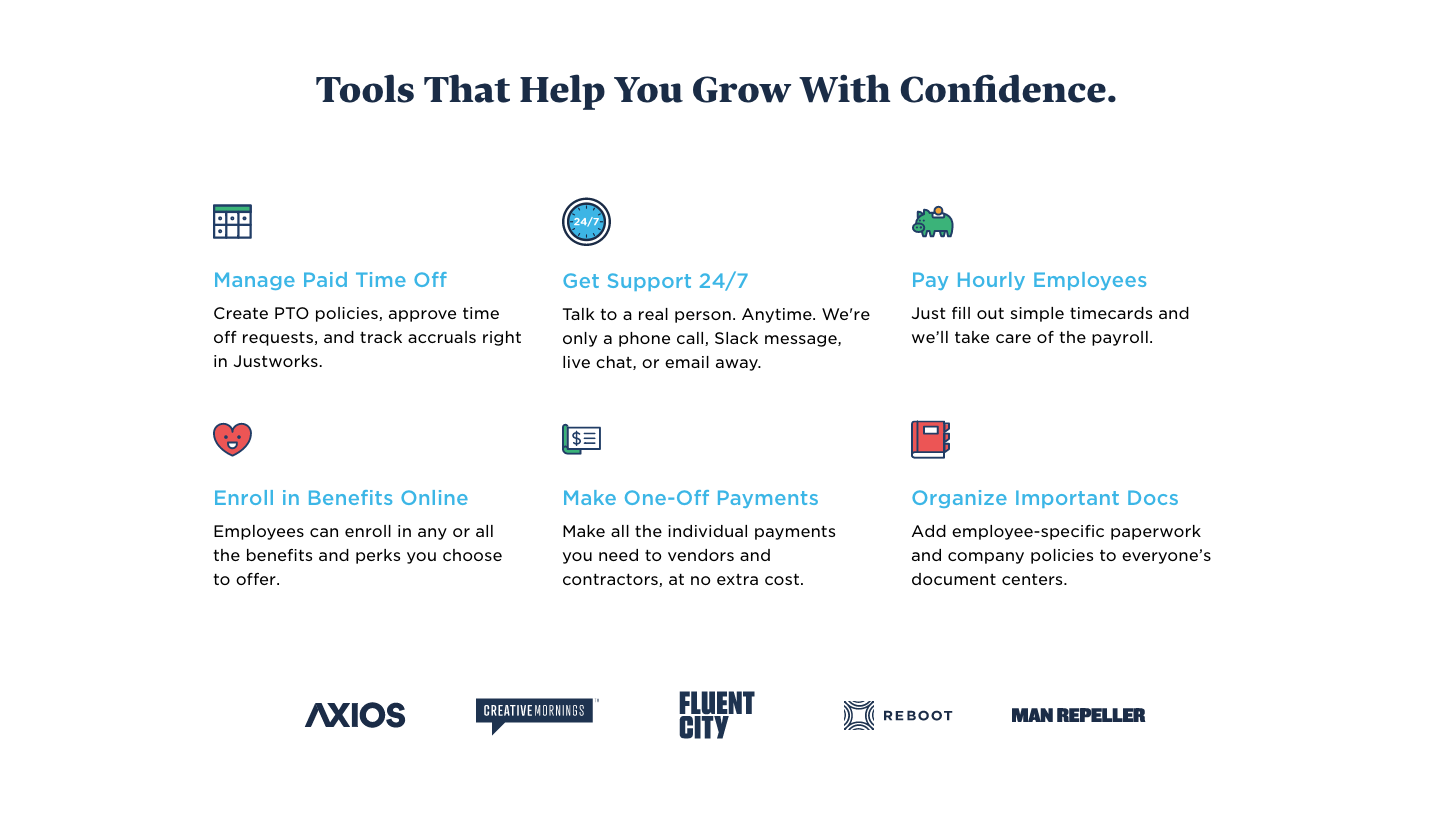 Tools That Help You Grow With Confidence.
24/7
Manage Paid Time Off
Create PTO policies, approve time
off requests, and track accruals right
in Justworks.
Get Support 24/7
Talk to a real person. Anytime. We're
only a phone call, Slack message,
live chat, or email away.
Pay Hourly Employees
Just fill out simple timecards and
we’ll take care of the payroll.
$
Enroll in Benefits Online
Employees can enroll in any or all
the benefits and perks you choose
to offer.
Make One-Off Payments
Make all the individual payments
you need to vendors and
contractors, at no extra cost.
Organize Important Docs
Add employee-specific paperwork
and company policies to everyone’s
document centers.
AXIOS
CREATIVEMORNINGS™
FLUENT
CITY
REBOOT
MAN REPELLER